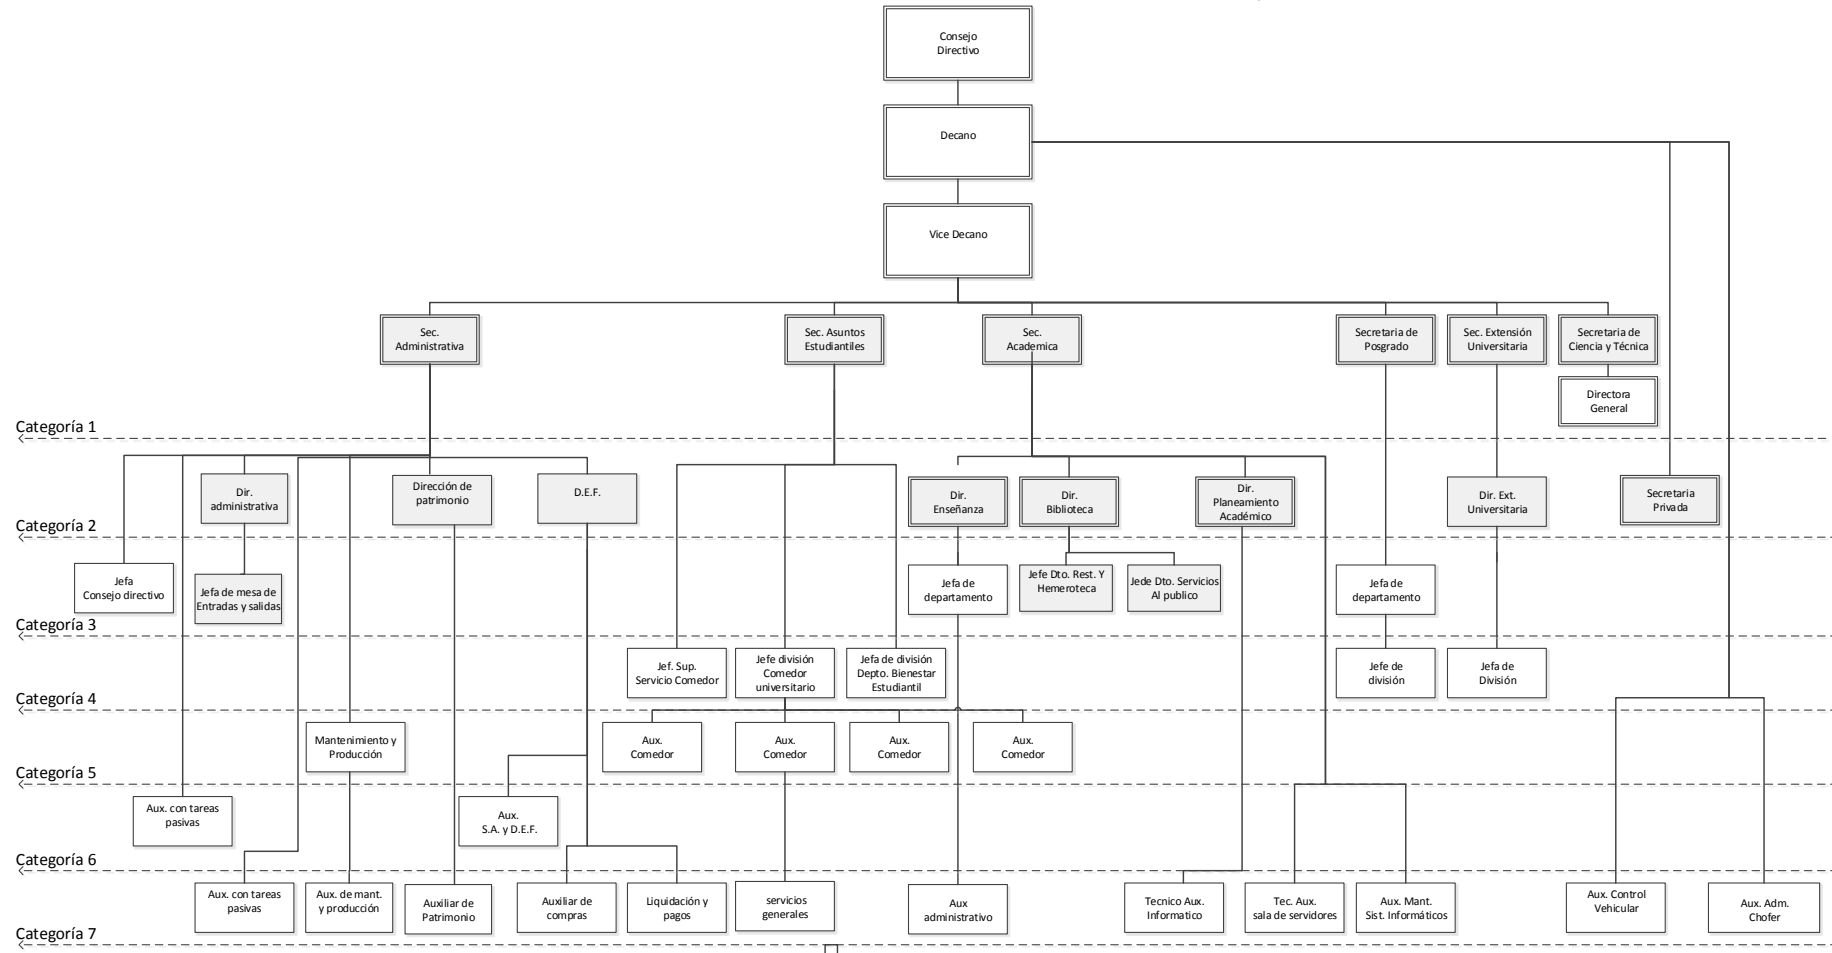 Consejo
Directivo
Decano
Vice Decano
Sec.
Administrativa
Sec. Asuntos
Estudiantiles
Sec.
Academica
Secretaria de
Posgrado
Sec. Extensión
Universitaria
Secretaria de
Ciencia y Técnica
Directora
General
Categoría 1
Dir.
administrativa
Dirección de
patrimonio
D.E.F.
Dir.
Enseñanza
Dir.
Biblioteca
Dir.
Planeamiento
Académico
Dir. Ext.
Universitaria
Secretaria
Privada
Categoría 2
Jefa
Consejo directivo
Jefa de mesa de
Entradas y salidas
Jefa de
departamento
Jefe Dto. Rest. Y
Hemeroteca
Jede Dto. Servicios
Al publico
Jefa de
departamento
Categoría 3
Jef. Sup.
Servicio Comedor
Jefe división
Comedor
universitario
Jefa de división
Depto. Bienestar
Estudiantil
Jefe de
división
Jefa de
División
Categoría 4
Mantenimiento y
Producción
Aux.
Comedor
Aux.
Comedor
Aux.
Comedor
Aux.
Comedor
Categoría 5
Aux. con tareas
pasivas
Aux.
S.A. y D.E.F.
Categoría 6
Aux. con tareas
pasivas
Aux. de mant.
y producción
Auxiliar de
Patrimonio
Auxiliar de
compras
Liquidación y
pagos
servicios
generales
Aux
administrativo
Tecnico Aux.
Informatico
Tec. Aux.
sala de servidores
Aux. Mant.
Sist. Informáticos
Aux. Control
Vehicular
Aux. Adm.
Chofer
Categoría 7